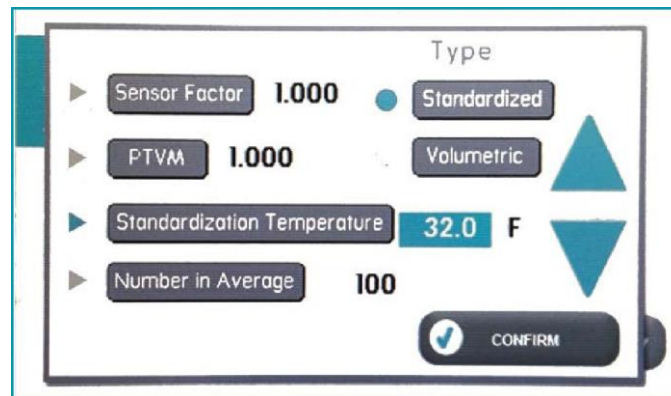 Type
Sensor Factor 1.000 Standardized
PTVM 1.000 Volumetric
Standardization Temperature 32.0 F
Number in Average 100
CONFIRM